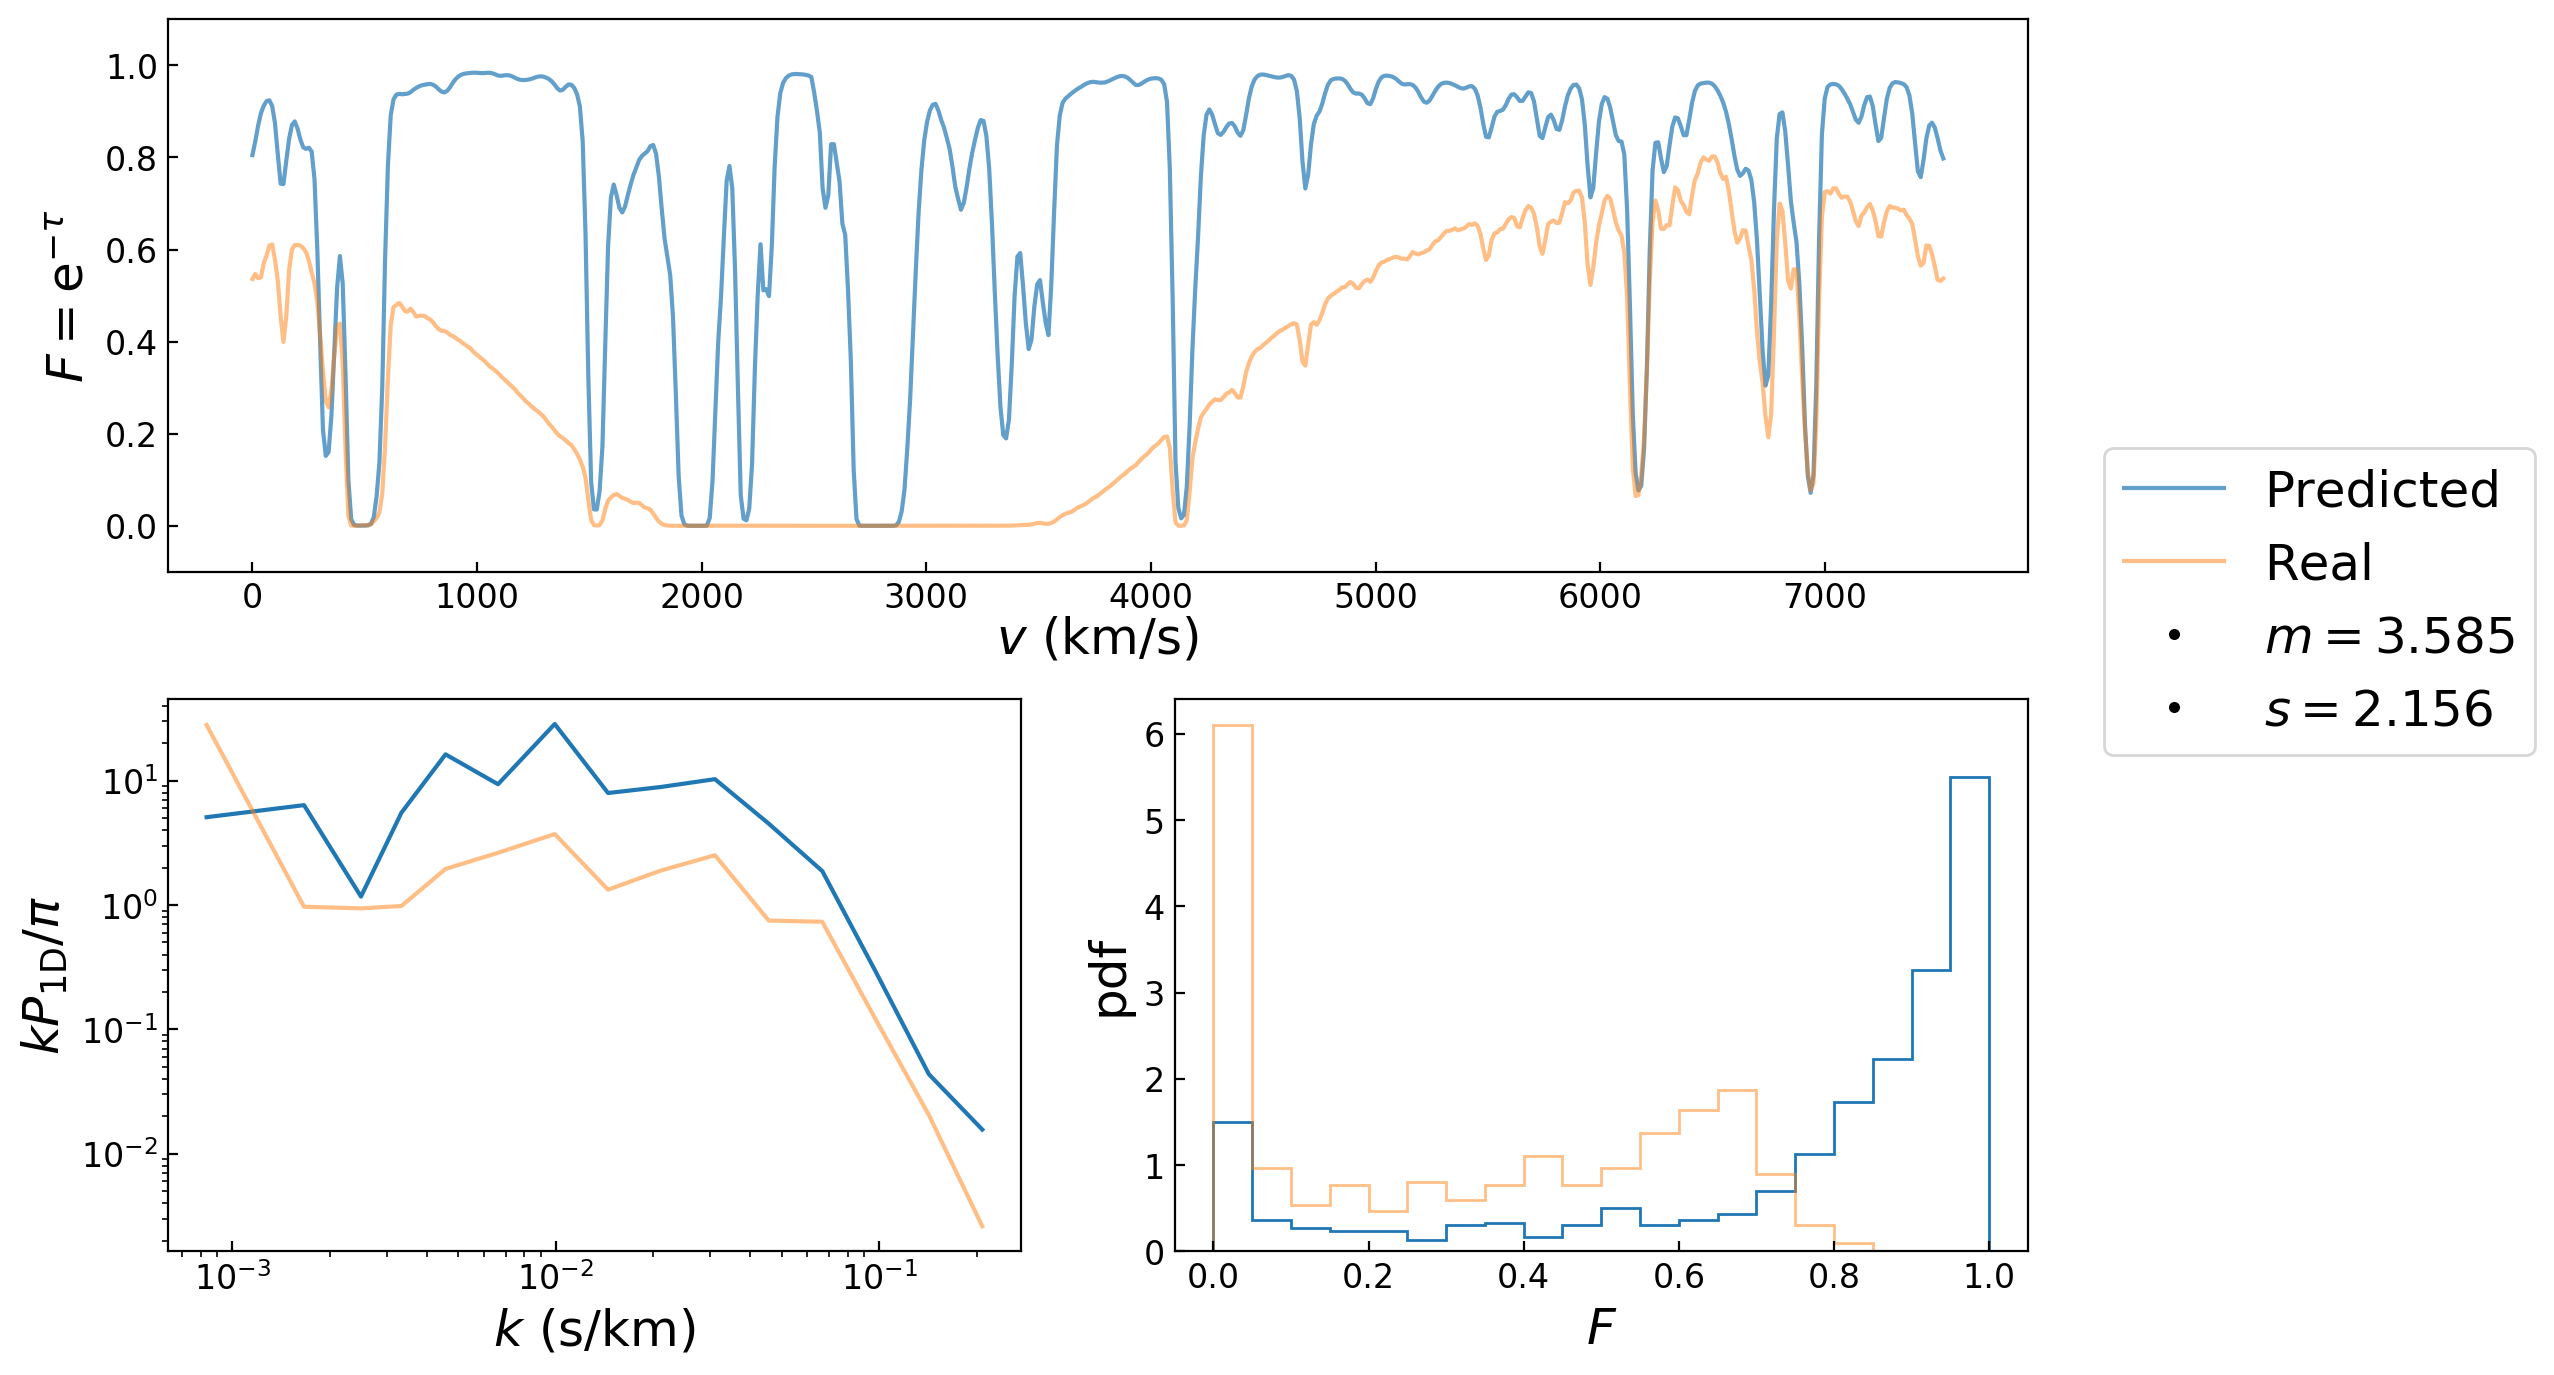 1.0
0.8
0.6
0.4
0.2
0.0
F = e^{-τ}
0 1000 2000 3000 4000 5000 6000 7000
v (km/s)
Predicted
Real
m = 3.585
s = 2.156
10^1
10^0
10^{-1}
10^{-2}
kP_{1D}/π
10^{-3} 10^{-2} 10^{-1}
k (s/km)
6
5
4
3
2
1
0
pdf
0.0 0.2 0.4 0.6 0.8 1.0
F